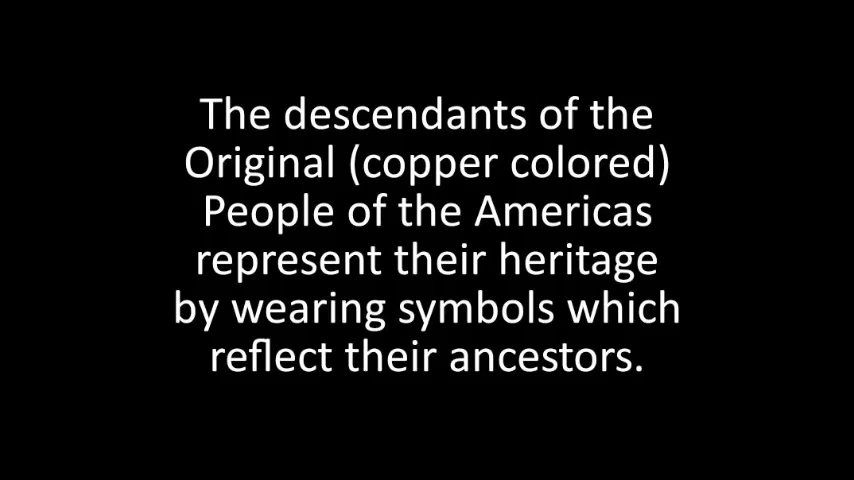 The descendants of the
Original (copper colored)
People of the Americas
represent their heritage
by wearing symbols which
reflect their ancestors.